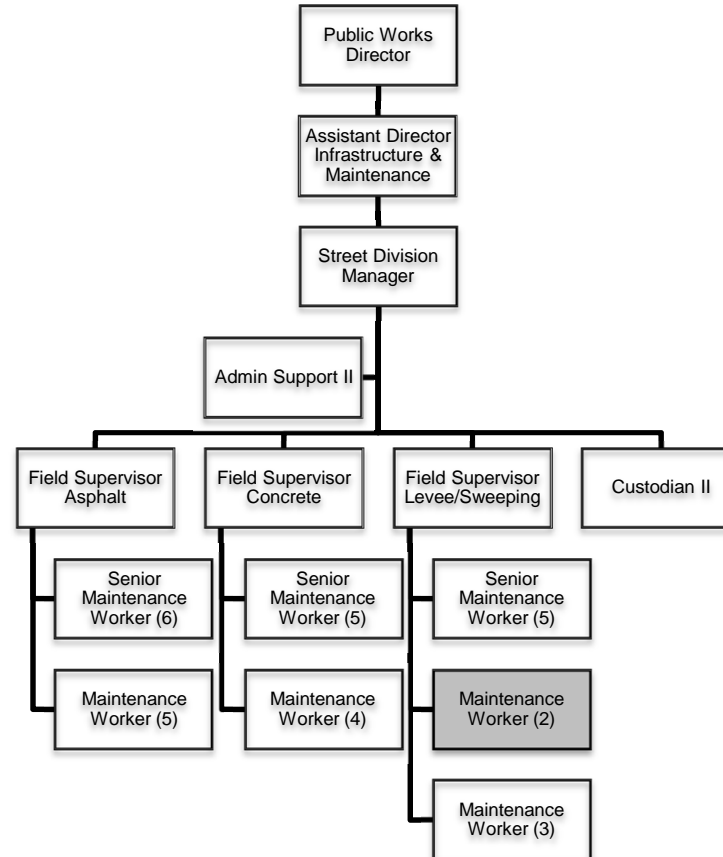 Public Works
Director
Assistant Director
Infrastructure &
Maintenance
Street Division
Manager
Admin Support II
Field Supervisor
Asphalt
Field Supervisor
Concrete
Field Supervisor
Levee/Sweeping
Custodian II
Senior
Maintenance
Worker (6)
Senior
Maintenance
Worker (5)
Senior
Maintenance
Worker (5)
Maintenance
Worker (5)
Maintenance
Worker (4)
Maintenance
Worker (2)
Maintenance
Worker (3)